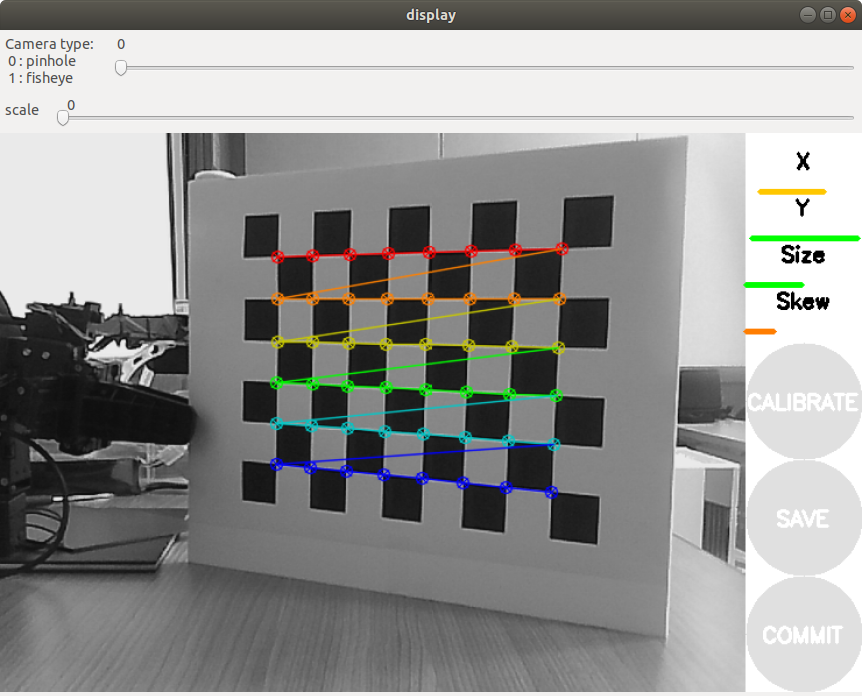 display
Camera type: 0
0 : pinhole
1 : fisheye
scale 0
X
Y
Size
Skew
CALIBRATE
SAVE
COMMIT